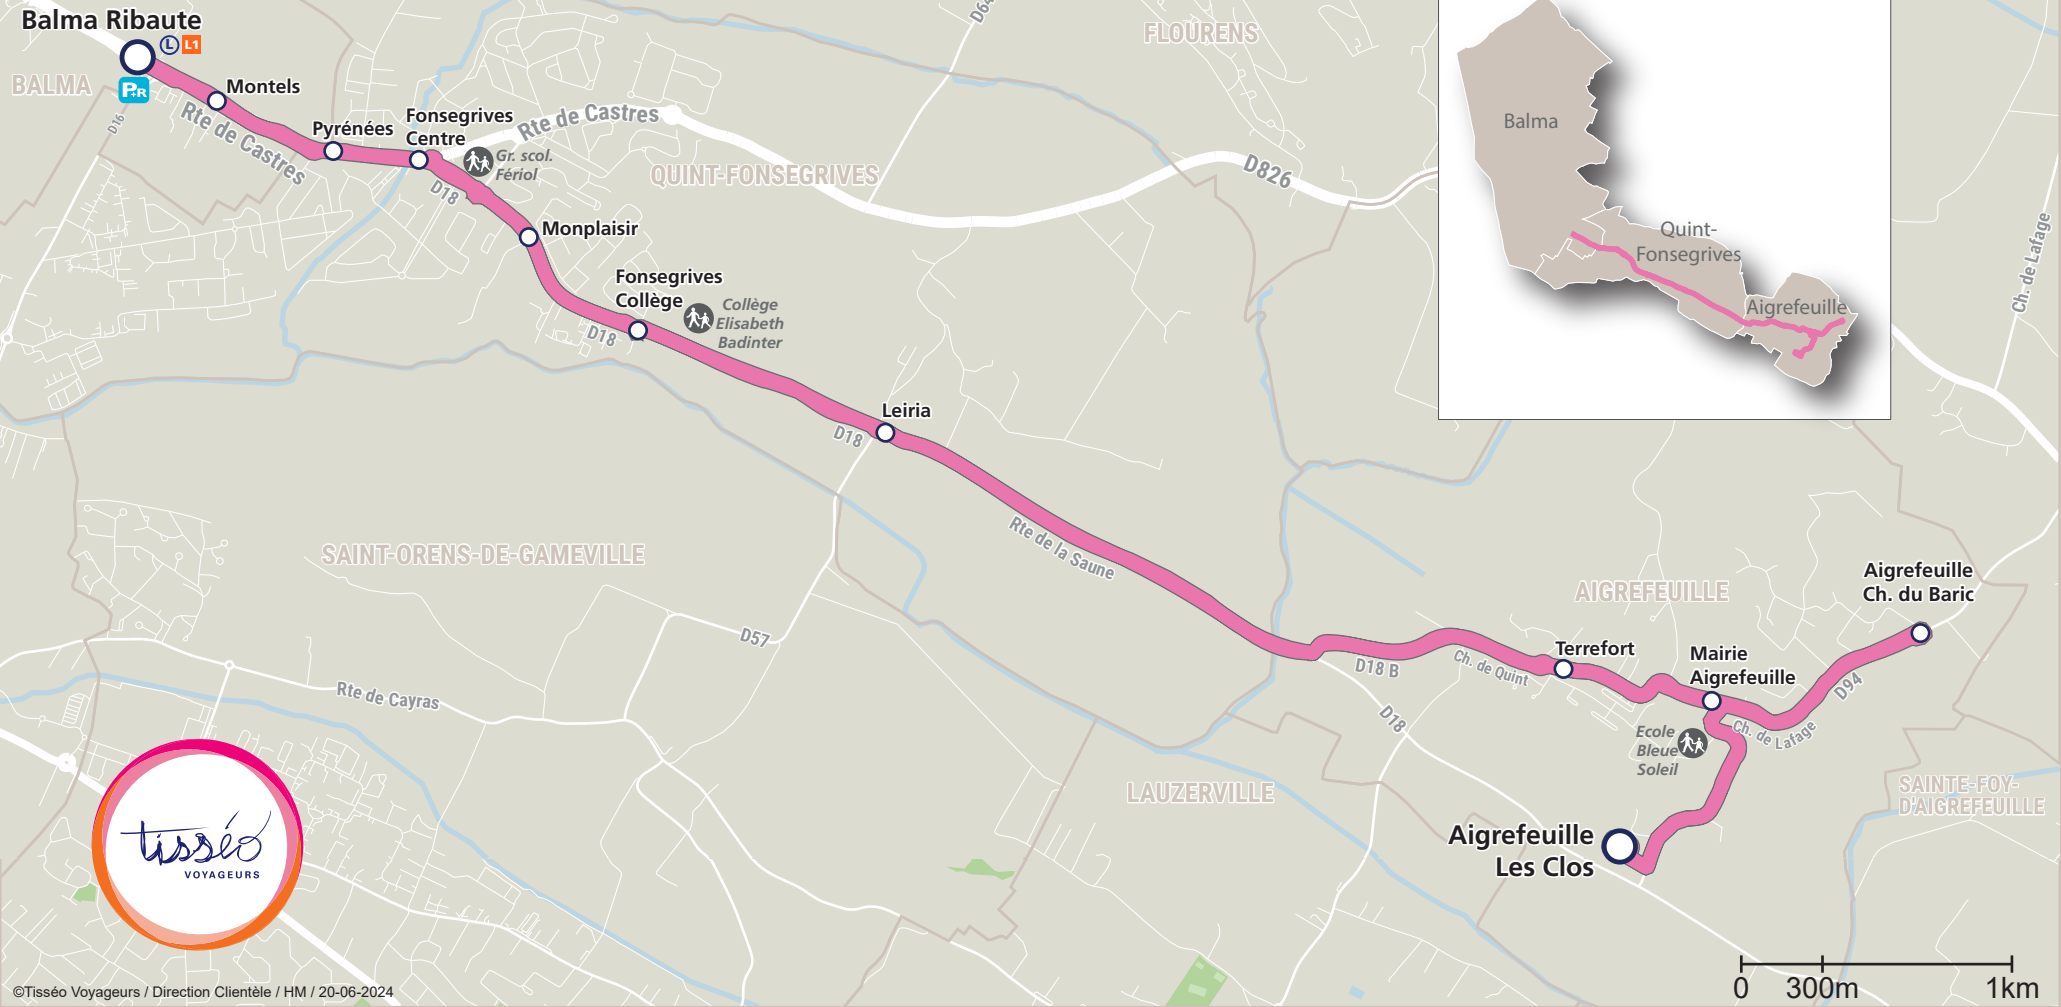 Balma Ribaute
L L1
BALMA
P+R
D16
Montels
Rte de Castres
Pyrénées
Fonsegrives
Centre
Rte de Castres
Gr. scol.
Fériol
D18
Monplaisir
Fonsegrives
Collège
Collège
Elisabeth
Badinter
D18
QUINT-FONSEGRIVES
FLOURENS
D64
D826
Balma
Quint-
Fonsegrives
Aigrefeuille
Ch. de Lafage
Leiria
D18
SAINT-ORENS-DE-GAMEVILLE
Rte de la Saune
D57
Rte de Cayras
AIGREFEUILLE
Aigrefeuille
Ch. du Baric
Terrefort
Mairie
Aigrefeuille
D18 B
Ch. de Quint
D18
D94
Ch. de Lafage
Ecole
Bleue
Soleil
LAUZERVILLE
SAINTE-FOY-
D'AIGREFEUILLE
Aigrefeuille
Les Clos
tisséo
VOYAGEURS
©Tisséo Voyageurs / Direction Clientèle / HM / 20-06-2024
0 300m 1km